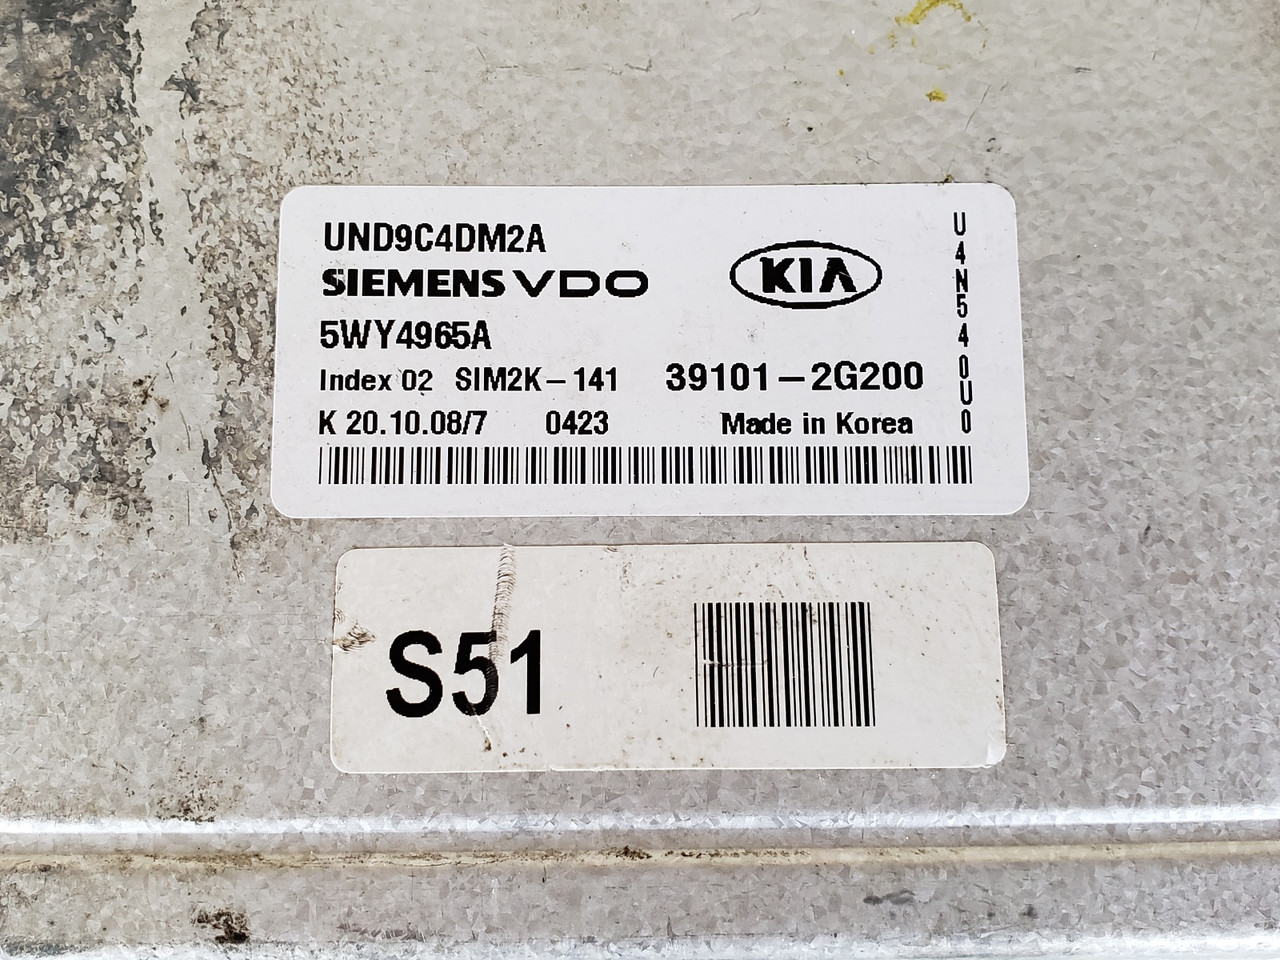 UND9C4DM2A
SIEMENS VDO
KIA
5WY4965A
Index 02 SIM2K-141 39101-2G200
K 20.10.08/7 0423 Made in Korea
U4N540U0
S51